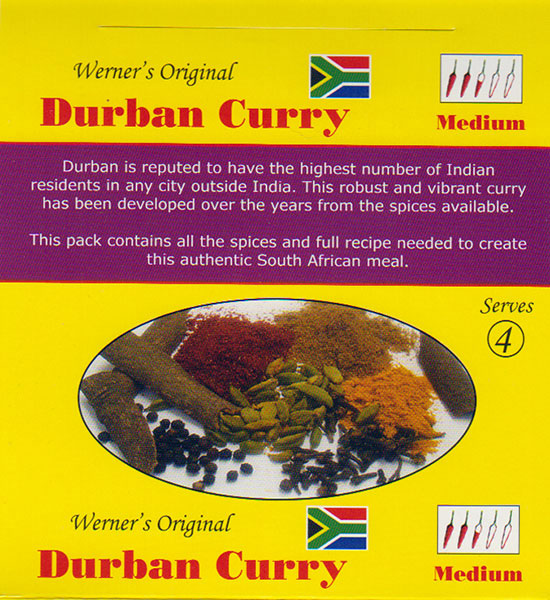 Werner's Original
Durban Curry
Medium
Durban is reputed to have the highest number of Indian
residents in any city outside India. This robust and vibrant curry
has been developed over the years from the spices available.
This pack contains all the spices and full recipe needed to create
this authentic South African meal.
Serves
4
Werner's Original
Durban Curry
Medium